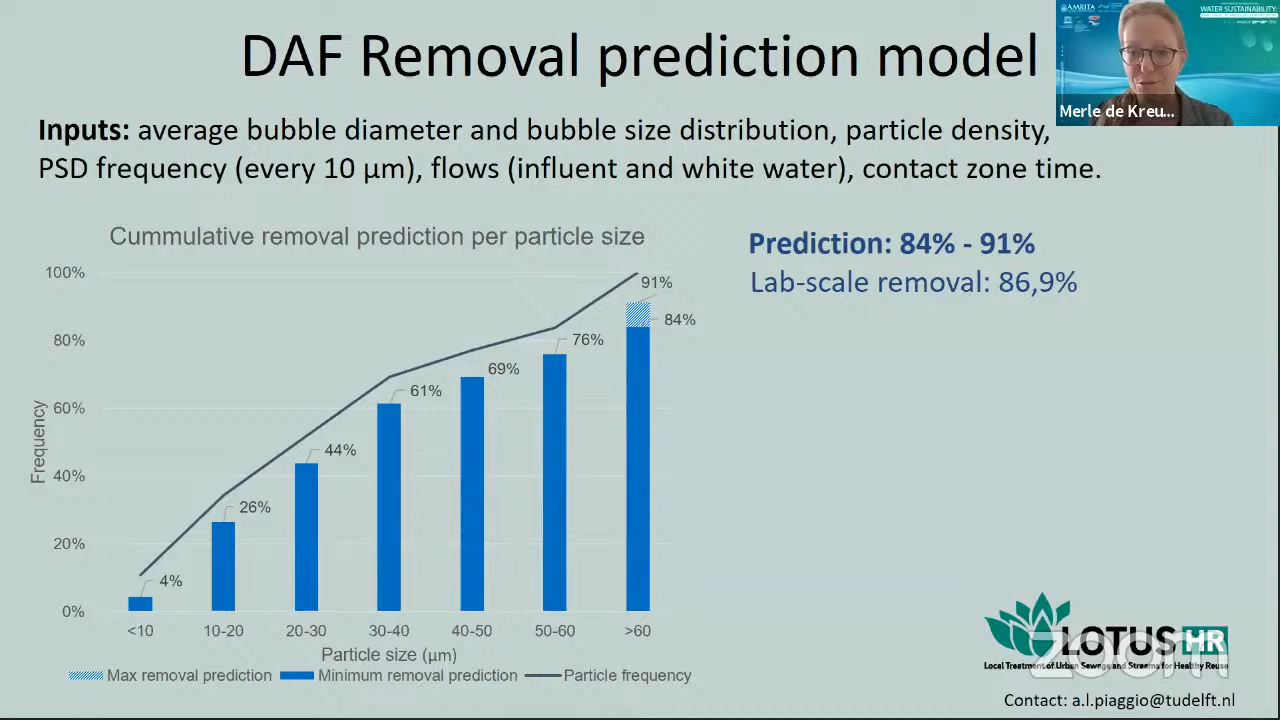 DAF Removal prediction model
AMRITA
WATER SUSTAINABILITY:
Merle de Kreu...
Inputs: average bubble diameter and bubble size distribution, particle density,
PSD frequency (every 10 µm), flows (influent and white water), contact zone time.
Cummulative removal prediction per particle size
Prediction: 84% - 91%
Lab-scale removal: 86,9%
100%
80%
60%
40%
20%
0%
Frequency
4%
26%
44%
61%
69%
76%
84%
91%
<10
10-20
20-30
30-40
40-50
50-60
>60
Particle size (µm)
Max removal prediction
Minimum removal prediction
Particle frequency
LOTUS HR
Local Treatment of Urban Sewage and Streams for Healthy Reuse
zoom
Contact: a.l.piaggio@tudelft.nl